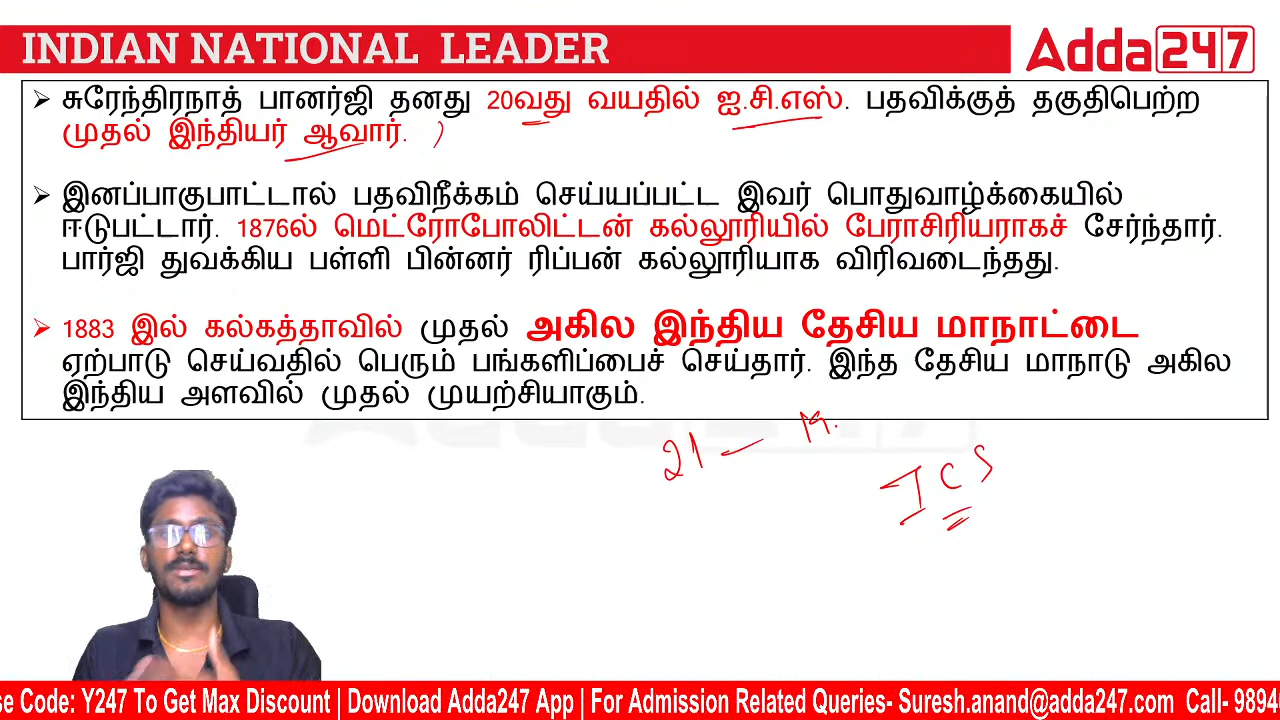 INDIAN NATIONAL LEADER
Adda247
➢ சுரேந்திரநாத் பானர்ஜி தனது 20வது வயதில் ஐ.சி.எஸ். பதவிக்குத் தகுதிபெற்ற
முதல் இந்தியர் ஆவார்.
➢ இனப்பாகுபாட்டால் பதவிநீக்கம் செய்யப்பட்ட இவர் பொதுவாழ்க்கையில்
ஈடுபட்டார். 1876ல் மெட்ரோபோலிட்டன் கல்லூரியில் பேராசிரியராகச் சேர்ந்தார்.
பார்ஜி துவக்கிய பள்ளி பின்னர் ரிப்பன் கல்லூரியாக விரிவடைந்தது.
➢ 1883 இல் கல்கத்தாவில் முதல் அகில இந்திய தேசிய மாநாட்டை
ஏற்பாடு செய்வதில் பெரும் பங்களிப்பைச் செய்தார். இந்த தேசிய மாநாடு அகில
இந்திய அளவில் முதல் முயற்சியாகும்.
21 –
ICS
se Code: Y247 To Get Max Discount | Download Adda247 App | For Admission Related Queries- Suresh.anand@adda247.com Call- 9894